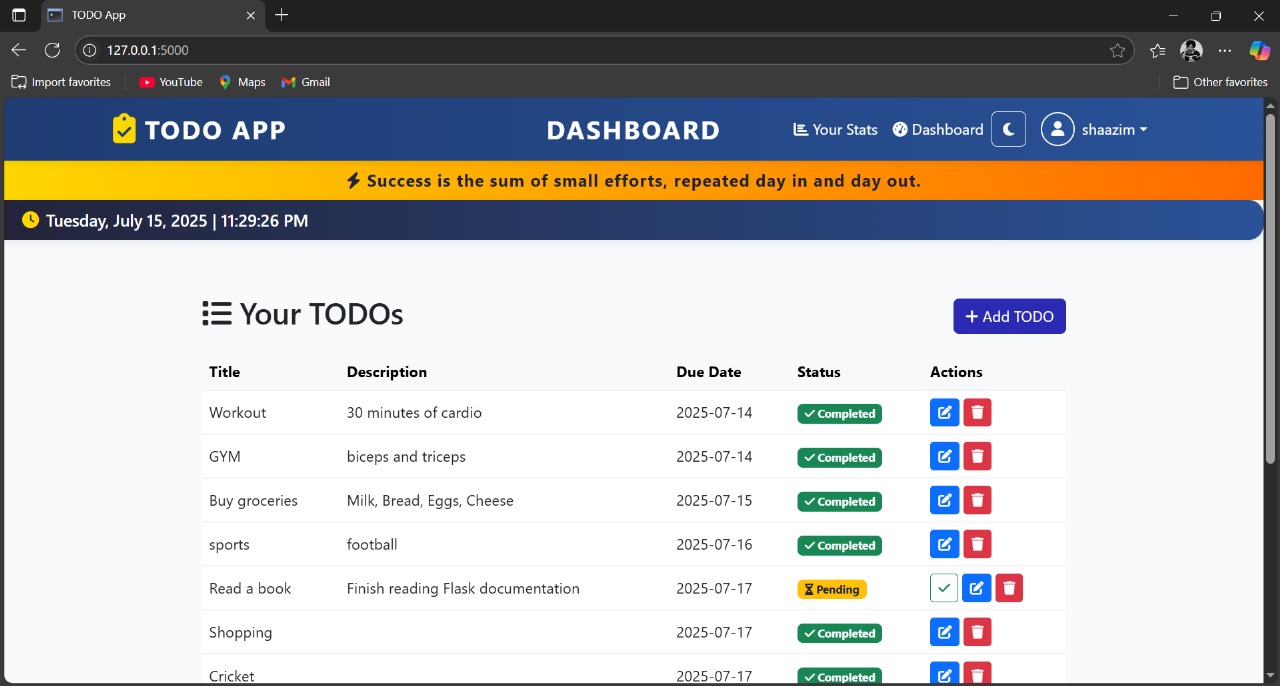 TODO App
127.0.0.1:5000
Import favorites YouTube Maps Gmail Other favorites
TODO APP DASHBOARD Your Stats Dashboard shaazim
Success is the sum of small efforts, repeated day in and day out.
Tuesday, July 15, 2025 | 11:29:26 PM
Your TODOs + Add TODO
Title Description Due Date Status Actions
Workout 30 minutes of cardio 2025-07-14 Completed
GYM biceps and triceps 2025-07-14 Completed
Buy groceries Milk, Bread, Eggs, Cheese 2025-07-15 Completed
sports football 2025-07-16 Completed
Read a book Finish reading Flask documentation 2025-07-17 Pending
Shopping 2025-07-17 Completed
Cricket 2025-07-17 Completed